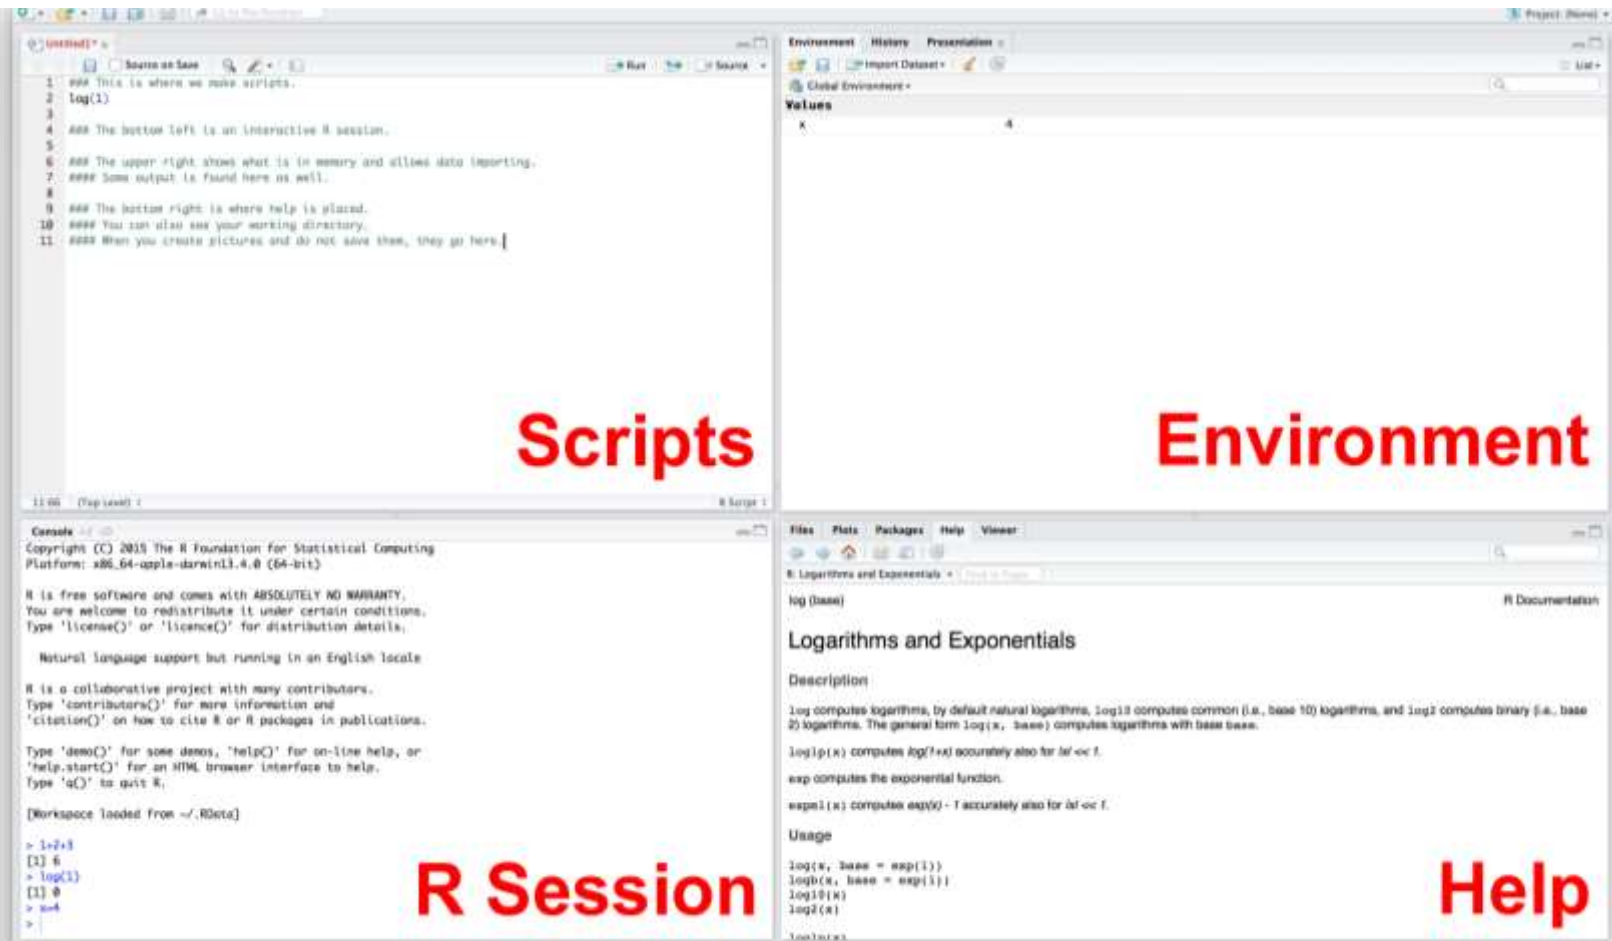 Project: (None)
Untitled1*
Source on Save
Run
Source
1 ### This is where we make scripts.
2 log(1)
3
4 ### The bottom left is an interactive R session.
5
6 ### The upper right shows what is in memory and allows data importing.
7 #### Some output is found here as well.
8
9 ### The bottom right is where help is placed.
10 #### You can also see your working directory.
11 #### When you create pictures and do not save them, they go here.
Scripts
11:66 (Top Level)
R Script
Environment History Presentation
Import Dataset
List
Global Environment
Values
x 4
Environment
Console
Copyright (C) 2015 The R Foundation for Statistical Computing
Platform: x86_64-apple-darwin13.4.0 (64-bit)
R is free software and comes with ABSOLUTELY NO WARRANTY.
You are welcome to redistribute it under certain conditions.
Type 'license()' or 'licence()' for distribution details.
Natural language support but running in an English locale
R is a collaborative project with many contributors.
Type 'contributors()' for more information and
'citation()' on how to cite R or R packages in publications.
Type 'demo()' for some demos, 'help()' for on-line help, or
'help.start()' for an HTML browser interface to help.
Type 'q()' to quit R.
[Workspace loaded from ~/.RData]
> 1+2+3
[1] 6
> log(1)
[1] 0
> x=4
>
R Session
Files Plots Packages Help Viewer
R: Logarithms and Exponentials
log {base}
R Documentation
Logarithms and Exponentials
Description
log computes logarithms, by default natural logarithms, log10 computes common (i.e., base 10) logarithms, and log2 computes binary (i.e., base
2) logarithms. The general form log(x, base) computes logarithms with base base.
log1p(x) computes log(1+x) accurately also for |x| << 1.
exp computes the exponential function.
expm1(x) computes exp(x) - 1 accurately also for |x| << 1.
Usage
log(x, base = exp(1))
logb(x, base = exp(1))
log10(x)
log2(x)
log1p(x)
Help